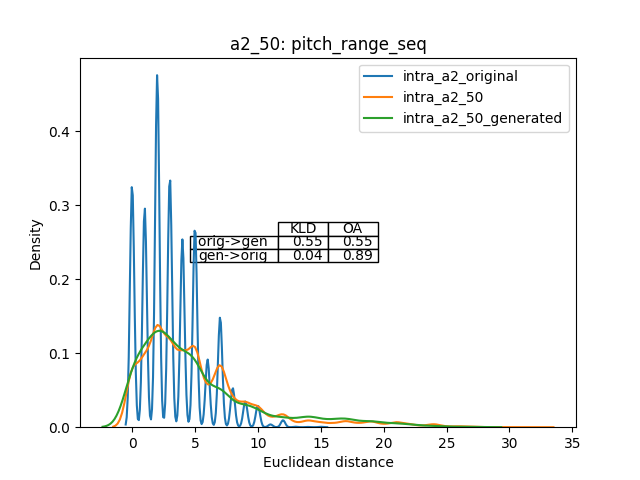 a2_50: pitch_range_seq
intra_a2_original
intra_a2_50
intra_a2_50_generated
KLD OA
orig->gen 0.55 0.55
gen->orig 0.04 0.89
Density
0.4
0.3
0.2
0.1
0.0
0 5 10 15 20 25 30 35
Euclidean distance